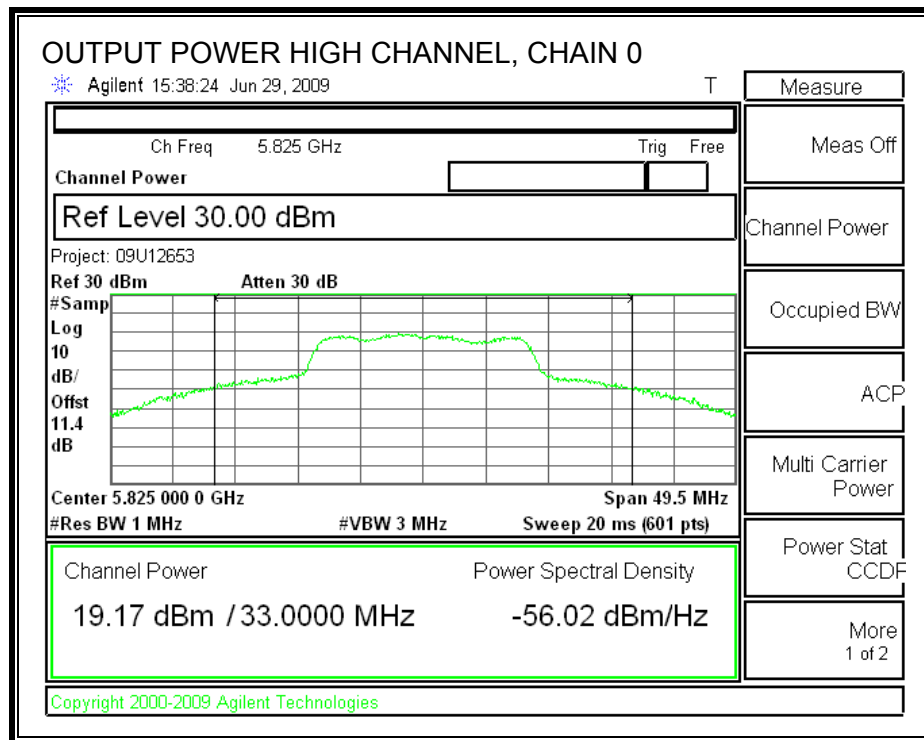 OUTPUT POWER HIGH CHANNEL, CHAIN 0
Agilent 15:38:24 Jun 29, 2009 T
Measure
Ch Freq 5.825 GHz Trig Free
Meas Off
Channel Power
Ref Level 30.00 dBm
Channel Power
Project: 09U12653
Ref 30 dBm Atten 30 dB
#Samp
Log
10
dB/
Offst
11.4
dB
Occupied BW
ACP
Multi Carrier
Power
Center 5.825 000 0 GHz Span 49.5 MHz
#Res BW 1 MHz #VBW 3 MHz Sweep 20 ms (601 pts)
Power Stat
CCDF
Channel Power Power Spectral Density
19.17 dBm / 33.0000 MHz -56.02 dBm/Hz
More
1 of 2
Copyright 2000-2009 Agilent Technologies